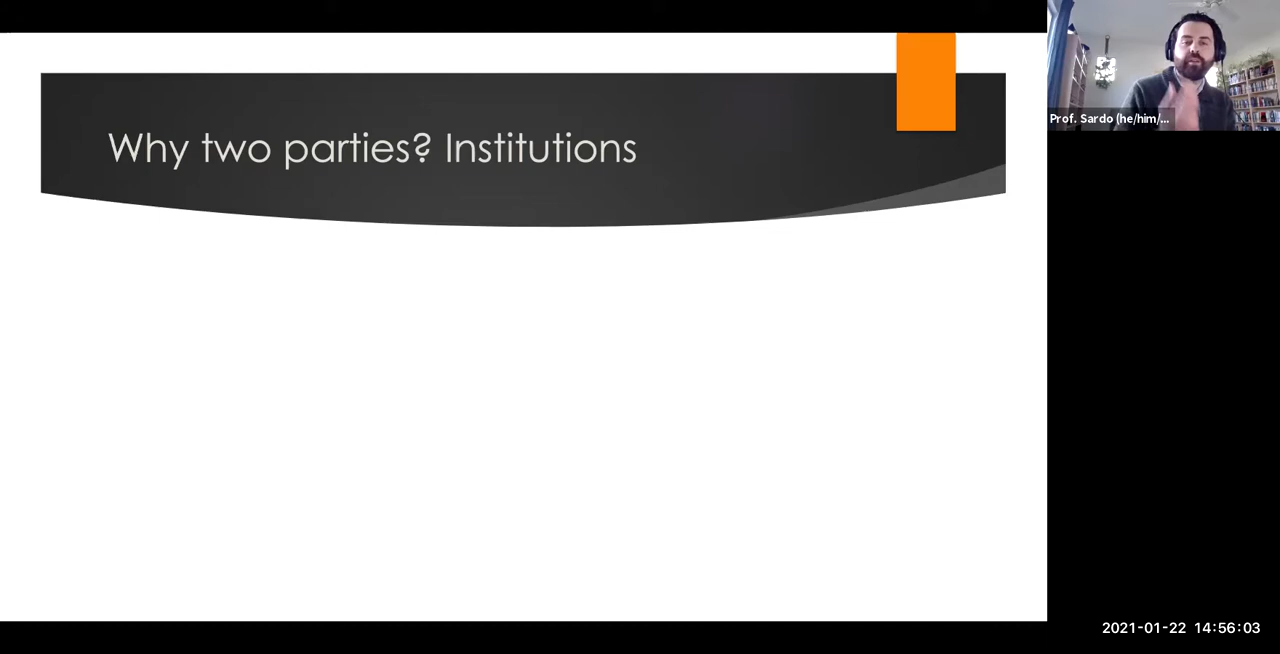 Why two parties? Institutions
Prof. Sardo (he/him/...
2021-01-22 14:56:03